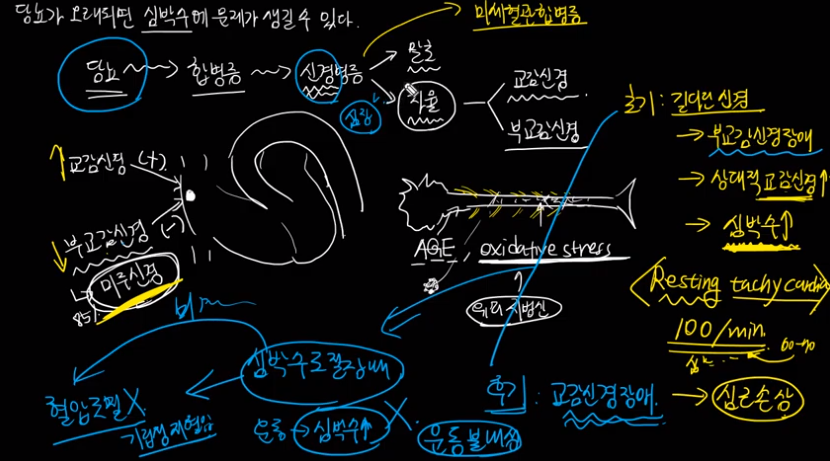 당뇨가 오래되면 심박수에 문제가 생길 수 있다.
미세혈관합병증
당뇨 → 합병증 → 신경병증
말초
자율
심장
교감신경
부교감신경
초기 : 길다란 신경
→ 부교감신경장애
→ 상대적 교감신경↑
→ 심박수↑
<Resting tachycardia>
100/min.
60-90
↑교감신경 (+)
↓부교감신경 (-)
미주신경
85%
AGE, oxidative stress
↑
유리지방산
심박수조절장애
혈압조절X
기립성저혈압
운동 → 심박수↑ X.
운동불내성
후기 : 교감신경장애. → 심근손상